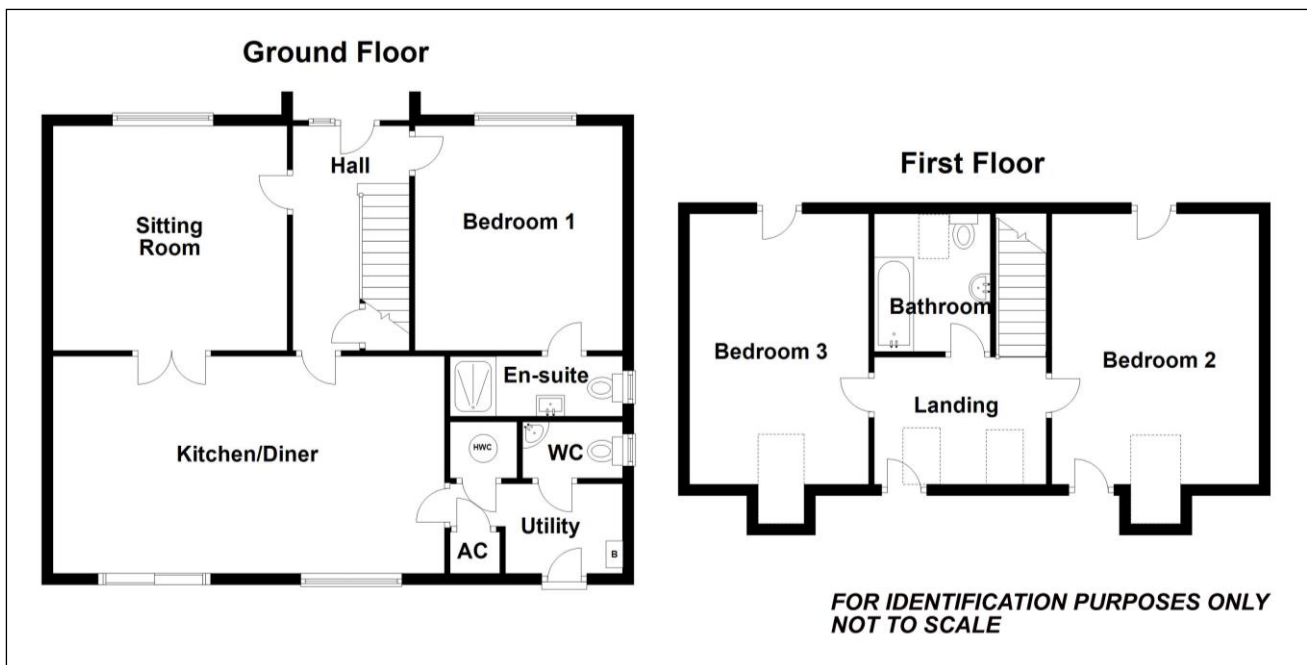 Ground Floor
Hall
Sitting
Room
Bedroom 1
En-suite
Kitchen/Diner
HWC
WC
Utility
AC
B
First Floor
Bathroom
Bedroom 3
Bedroom 2
Landing
FOR IDENTIFICATION PURPOSES ONLY
NOT TO SCALE